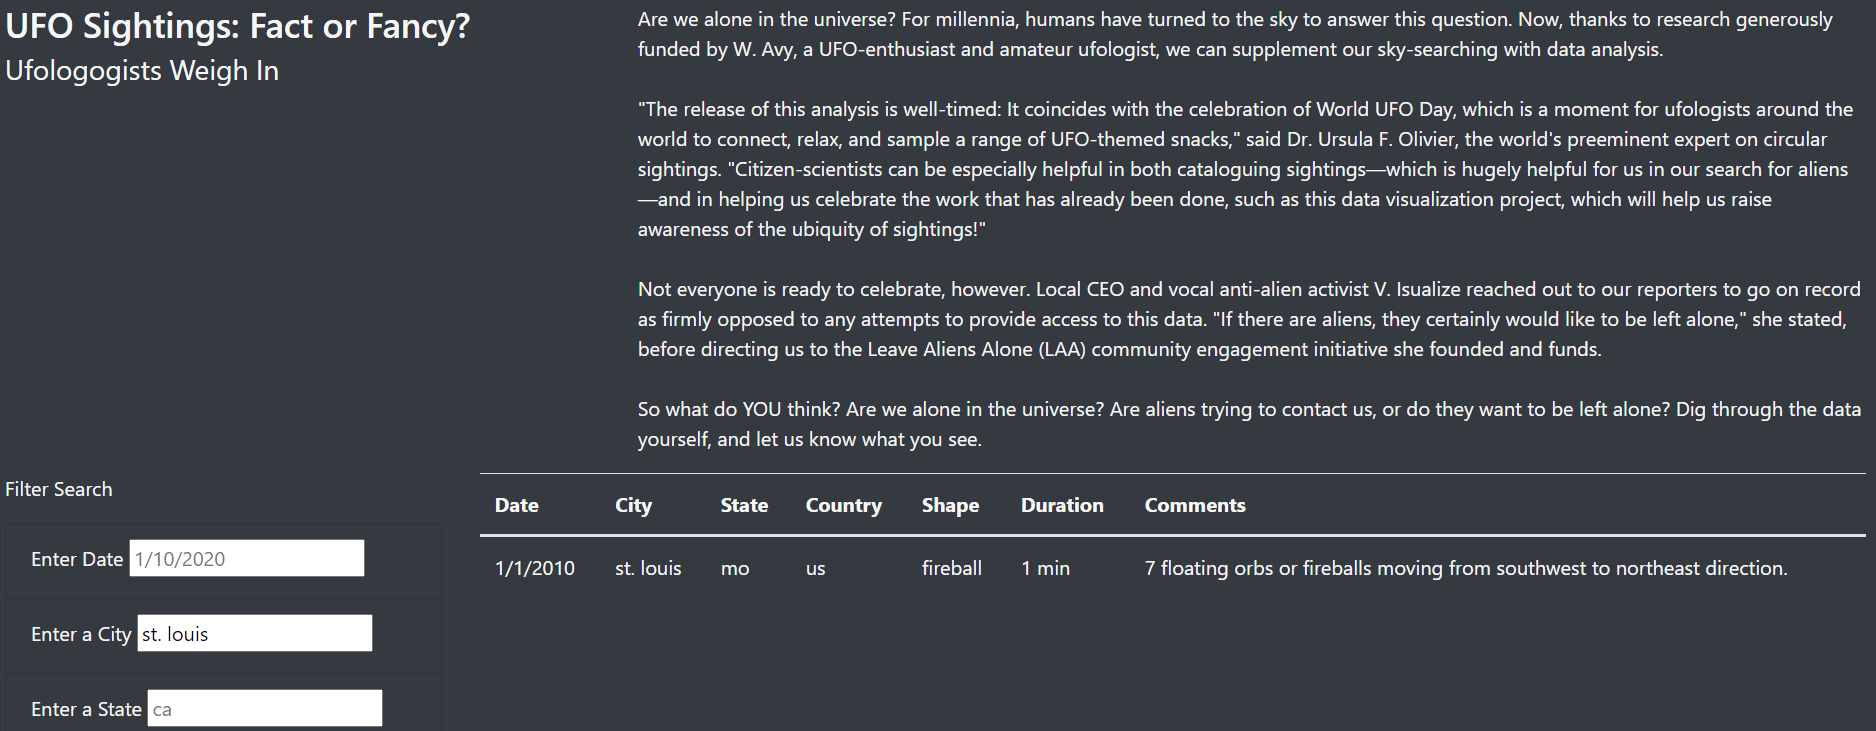 UFO Sightings: Fact or Fancy?
Ufologogists Weigh In
Are we alone in the universe? For millennia, humans have turned to the sky to answer this question. Now, thanks to research generously
funded by W. Avy, a UFO-enthusiast and amateur ufologist, we can supplement our sky-searching with data analysis.
"The release of this analysis is well-timed: It coincides with the celebration of World UFO Day, which is a moment for ufologists around the
world to connect, relax, and sample a range of UFO-themed snacks," said Dr. Ursula F. Olivier, the world's preeminent expert on circular
sightings. "Citizen-scientists can be especially helpful in both cataloguing sightings—which is hugely helpful for us in our search for aliens
—and in helping us celebrate the work that has already been done, such as this data visualization project, which will help us raise
awareness of the ubiquity of sightings!"
Not everyone is ready to celebrate, however. Local CEO and vocal anti-alien activist V. Isualize reached out to our reporters to go on record
as firmly opposed to any attempts to provide access to this data. "If there are aliens, they certainly would like to be left alone," she stated,
before directing us to the Leave Aliens Alone (LAA) community engagement initiative she founded and funds.
So what do YOU think? Are we alone in the universe? Are aliens trying to contact us, or do they want to be left alone? Dig through the data
yourself, and let us know what you see.
Filter Search
Enter Date 1/10/2020
Enter a City st. louis
Enter a State ca
Date City State Country Shape Duration Comments
1/1/2010 st. louis mo us fireball 1 min 7 floating orbs or fireballs moving from southwest to northeast direction.